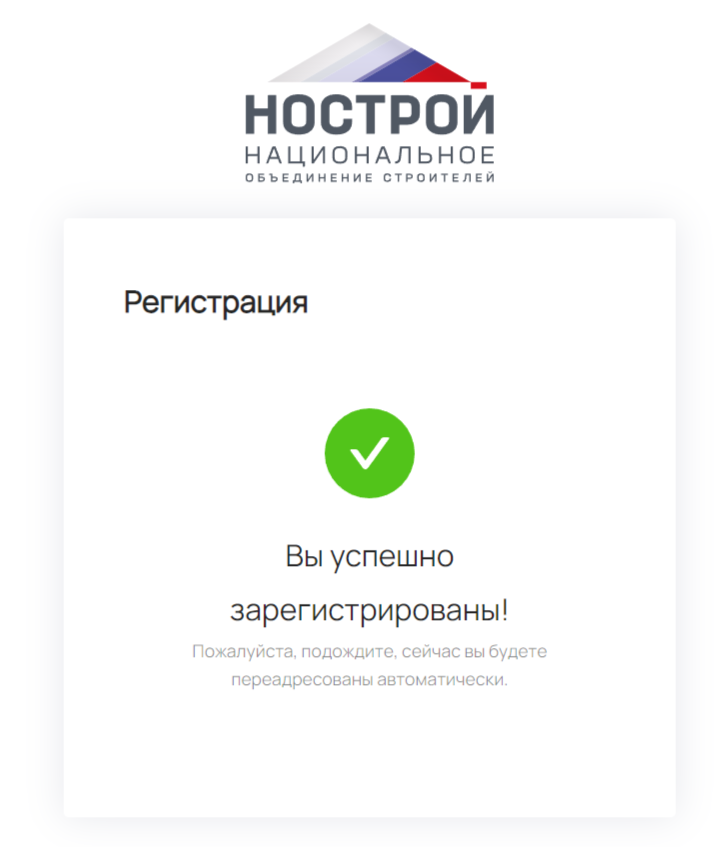 НОСТРОЙ
НАЦИОНАЛЬНОЕ
ОБЪЕДИНЕНИЕ СТРОИТЕЛЕЙ
Регистрация
Вы успешно
зарегистрированы!
Пожалуйста, подождите, сейчас вы будете
переадресованы автоматически.